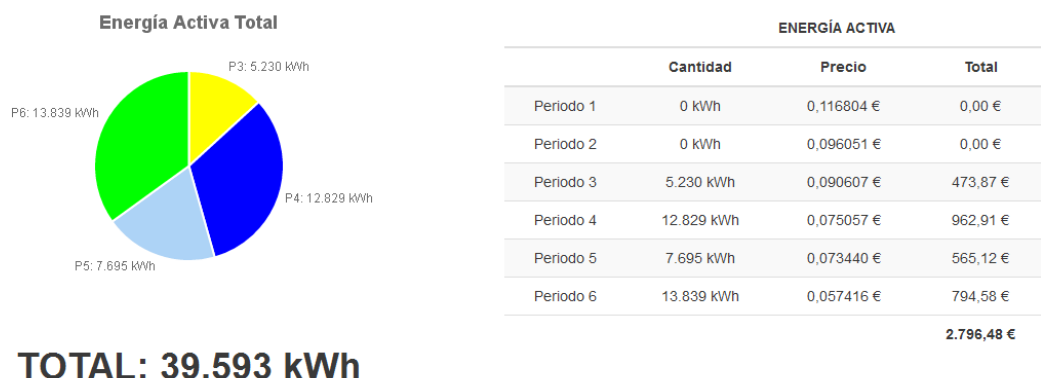 Energía Activa Total
P3: 5.230 kWh
P6: 13.839 kWh
P4: 12.829 kWh
P5: 7.695 kWh
TOTAL: 39.593 kWh
ENERGÍA ACTIVA
Cantidad Precio Total
Periodo 1 0 kWh 0,116804 € 0,00 €
Periodo 2 0 kWh 0,096051 € 0,00 €
Periodo 3 5.230 kWh 0,090607 € 473,87 €
Periodo 4 12.829 kWh 0,075057 € 962,91 €
Periodo 5 7.695 kWh 0,073440 € 565,12 €
Periodo 6 13.839 kWh 0,057416 € 794,58 €
2.796,48 €